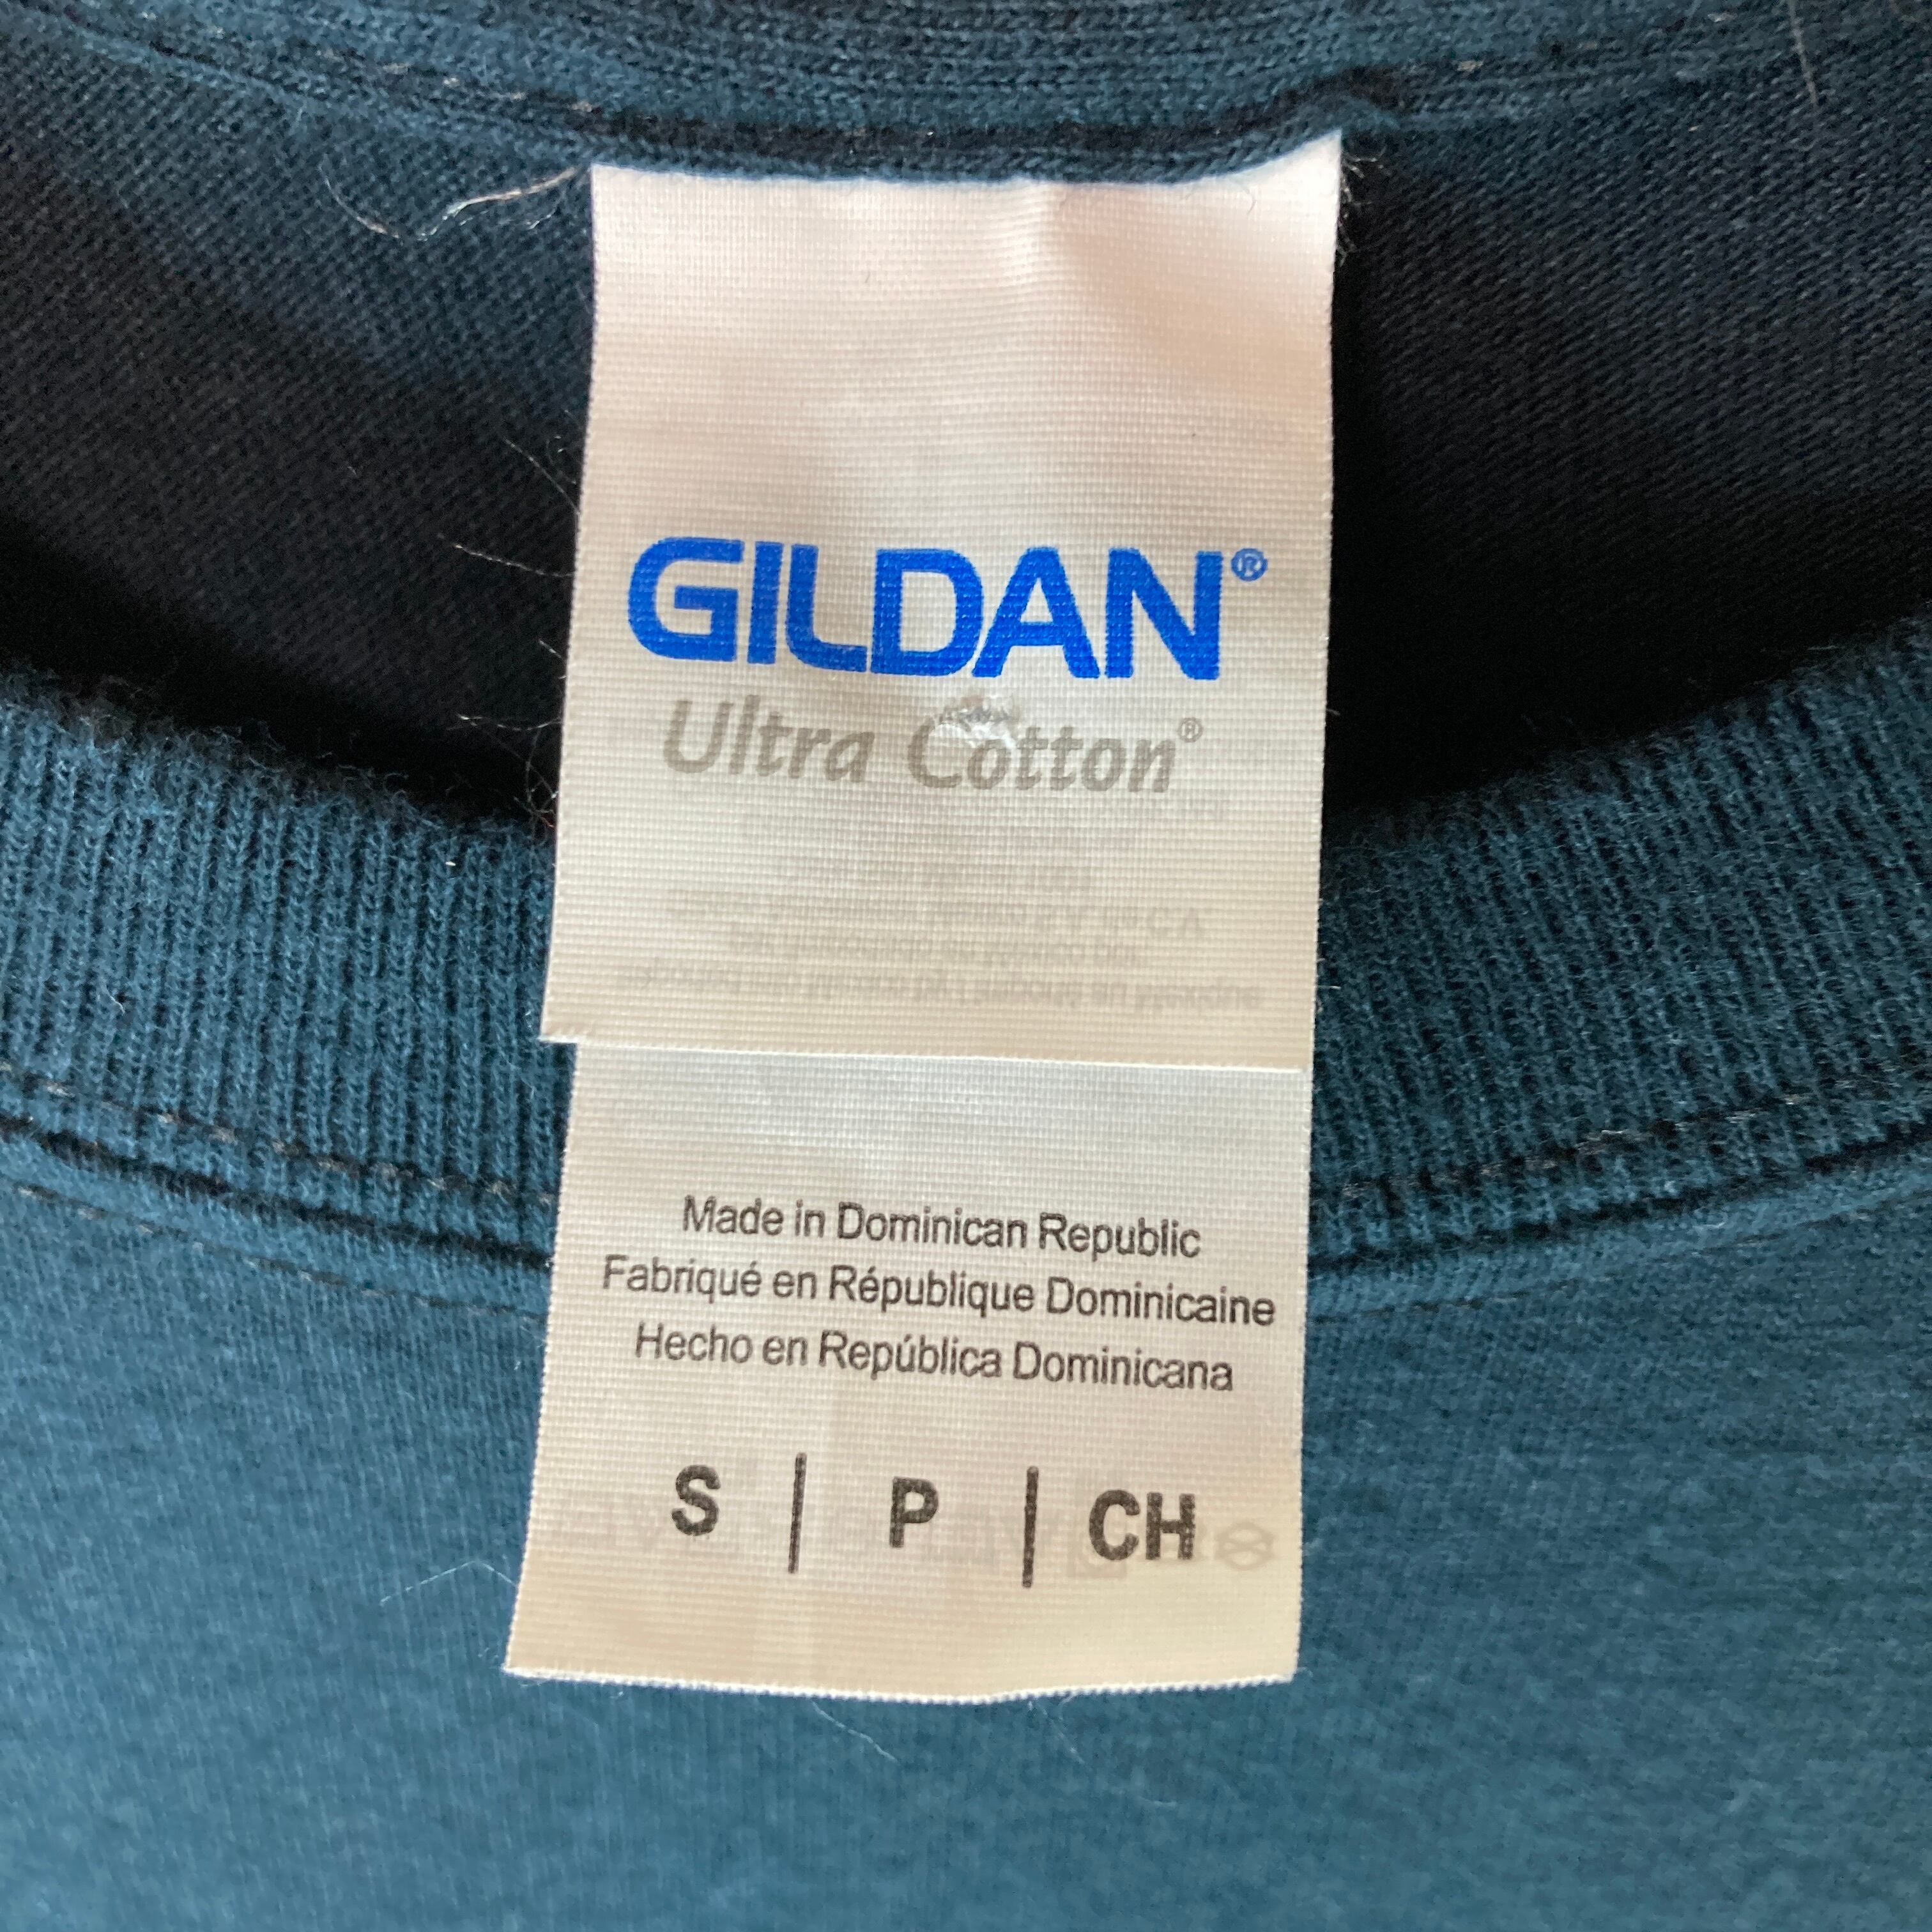 GILDAN®
Ultra Cotton®
Made in Dominican Republic
Fabriqué en République Dominicaine
Hecho en República Dominicana
S | P | CH